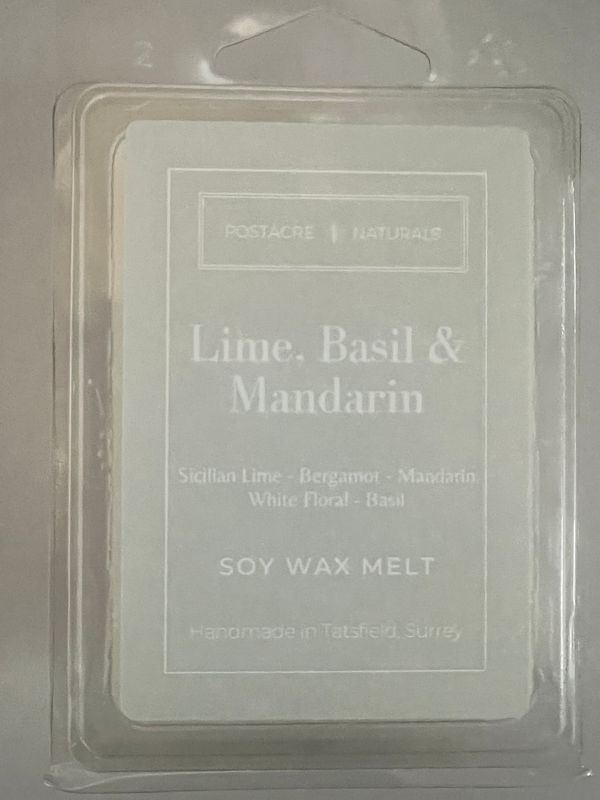 POSTACRE | NATURALS
Lime, Basil &
Mandarin
Sicilian Lime - Bergamot - Mandarin
White Floral - Basil
SOY WAX MELT
Handmade in Tatsfield, Surrey